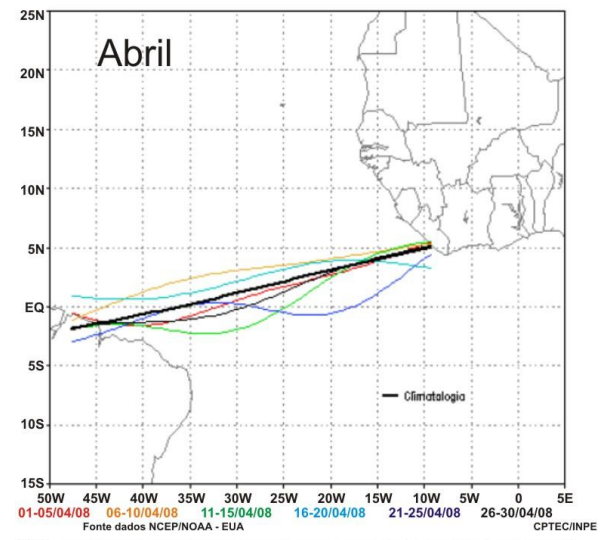 25N
Abril
20N
15N
10N
5N
EQ
5S
Climatologia
10S
15S
50W 45W 40W 35W 30W 25W 20W 15W 10W 5W 0 5E
01-05/04/08 06-10/04/08 11-15/04/08 16-20/04/08 21-25/04/08 26-30/04/08
Fonte dados NCEP/NOAA - EUA CPTEC/INPE